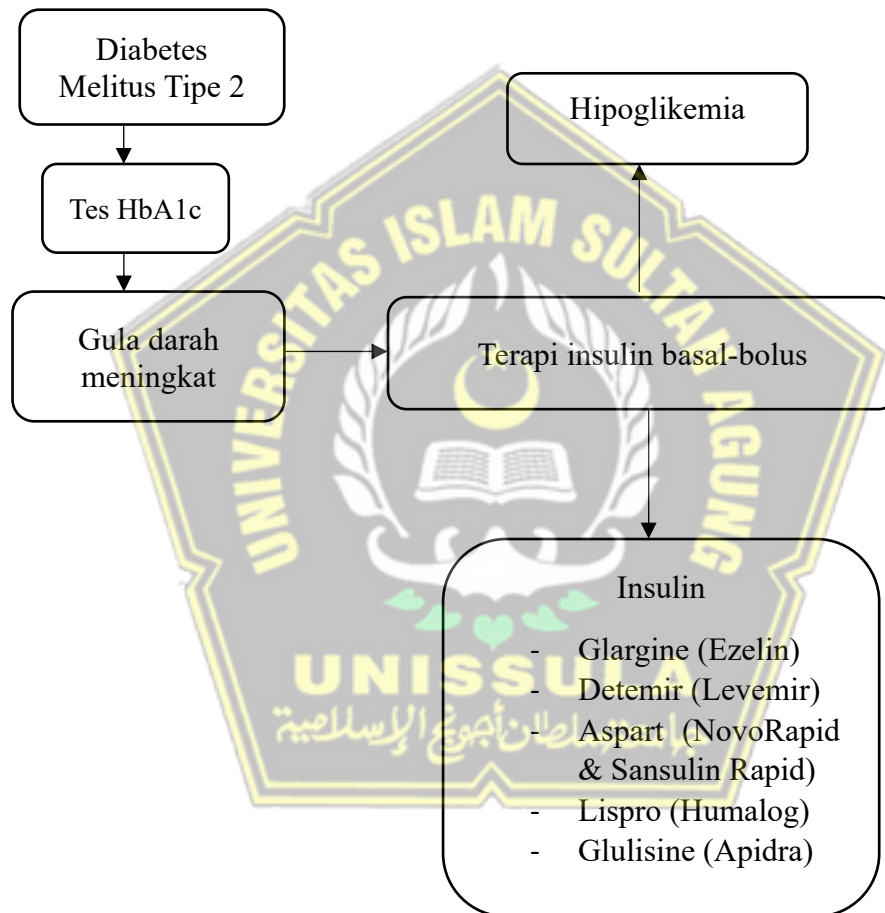 Diabetes
Melitus Tipe 2
Hipoglikemia
Tes HbA1c
Gula darah
meningkat
Terapi insulin basal-bolus
Insulin
- Glargine (Ezelin)
- Detemir (Levemir)
- Aspart (NovoRapid
& Sansulin Rapid)
- Lispro (Humalog)
- Glulisine (Apidra)
UNIVERSITAS ISLAM SULTAN AGUNG
UNISSULA
جامعة سلطان أجونج الإسلامية